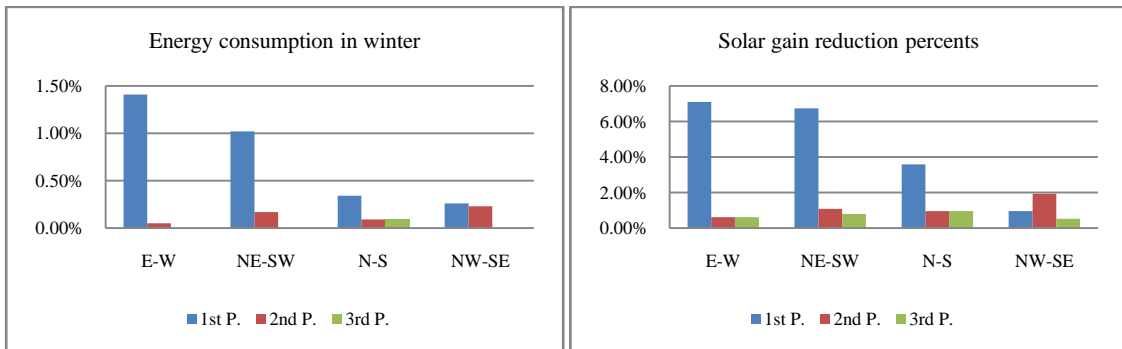 Energy consumption in winter
1.50%
1.00%
0.50%
0.00%
E-W NE-SW N-S NW-SE
1st P. 2nd P. 3rd P.
Solar gain reduction percents
8.00%
6.00%
4.00%
2.00%
0.00%
E-W NE-SW N-S NW-SE
1st P. 2nd P. 3rd P.